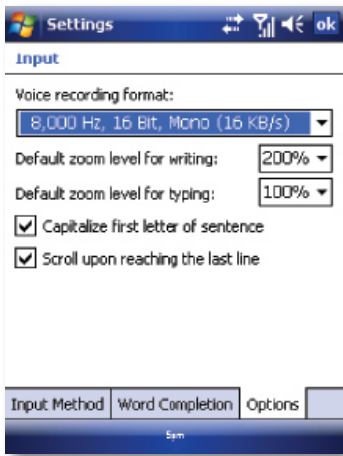 Settings
ok
Input
Voice recording format:
8,000 Hz, 16 Bit, Mono (16 KB/s)
Default zoom level for writing: 200%
Default zoom level for typing: 100%
Capitalize first letter of sentence
Scroll upon reaching the last line
Input Method Word Completion Options
Sym